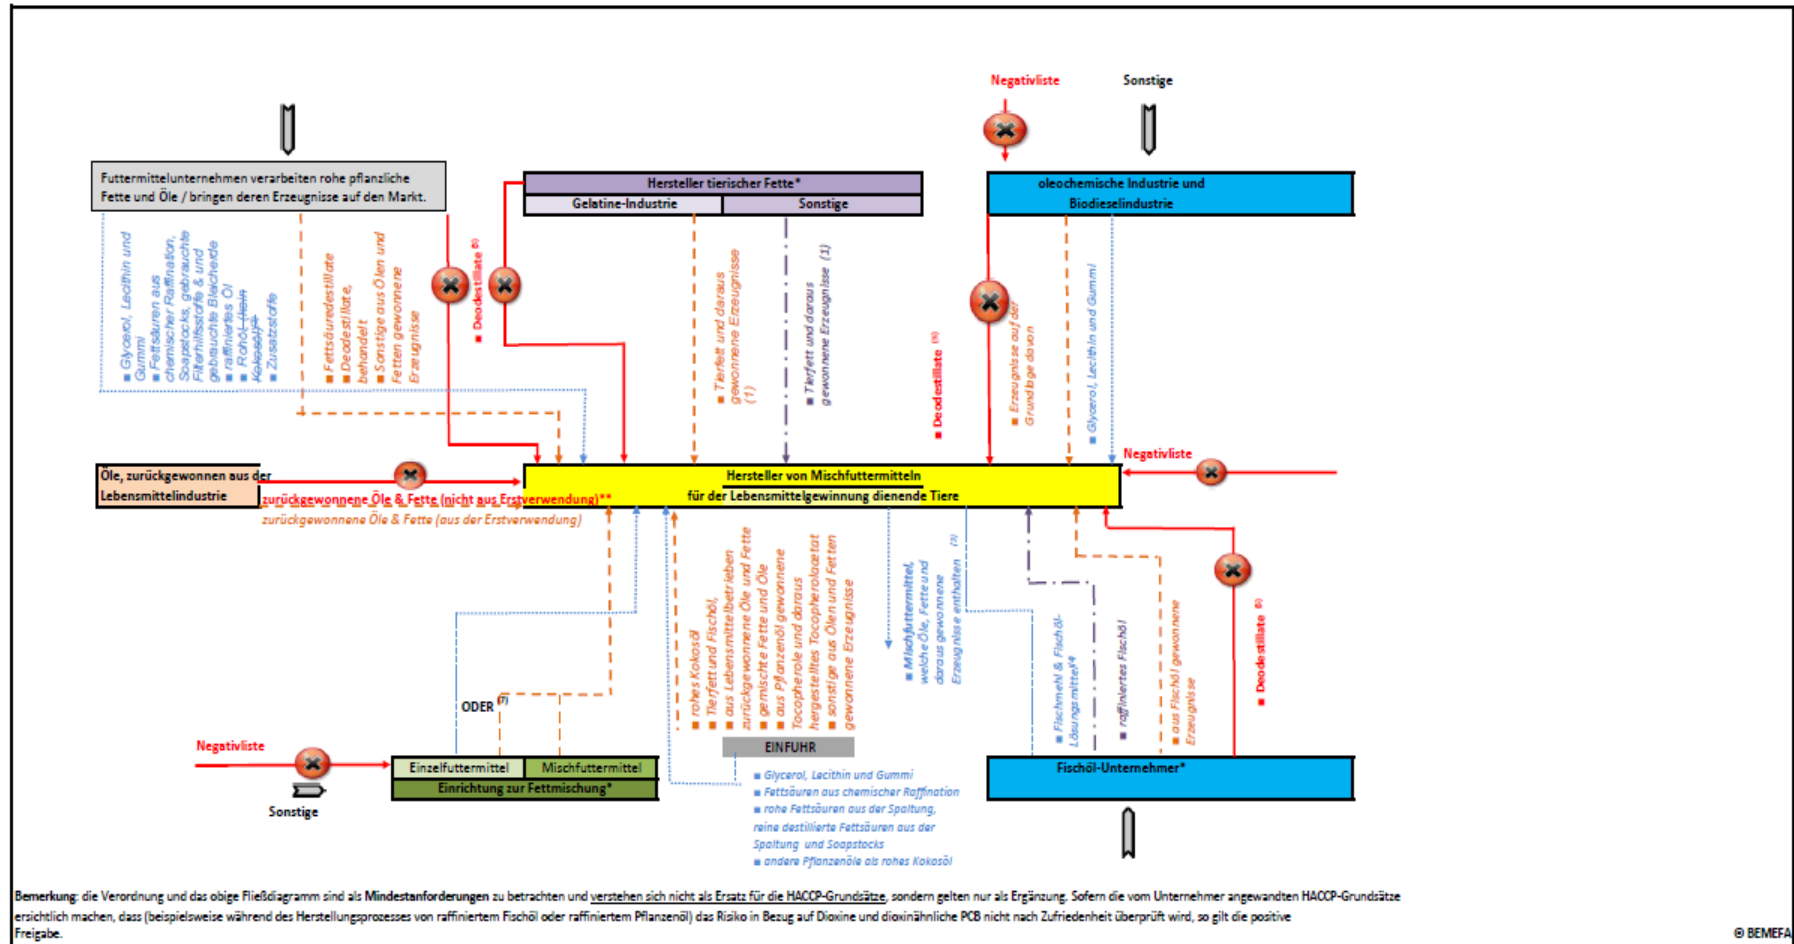 Negativliste
Sonstige
Futtermittelunternehmen verarbeiten rohe pflanzliche
Fette und Öle / bringen deren Erzeugnisse auf den Markt.
Hersteller tierischer Fette*
Gelatine-Industrie
Sonstige
oleochemische Industrie und
Biodieselindustrie
■ Glycerol, Lecithin und
Gummi
■ Fettsäuren aus
chemischer Raffination,
Soapstocks, gebrauchte
Filterhilfsstoffe & und
gebrauchte Bleicherde
■ raffiniertes Öl
■ Rohöl (kein
Kokosöl)
■ Zusatzstoffe
■ Fettsäuredestillate
■ Deodestillate,
behandelt
■ Sonstige aus Ölen und
Fetten gewonnene
Erzeugnisse
■ Deodestillate (5)
■ Tierfett und daraus
gewonnene Erzeugnisse
(1)
■ Tierfett und daraus
gewonnene Erzeugnisse (1)
■ Deodestillate (5)
■ Erzeugnisse auf der
Grundlage davon
■ Glycerol, Lecithin und Gummi
Negativliste
Öle, zurückgewonnen aus der
Lebensmittelindustrie
zurückgewonnene Öle & Fette (nicht aus Erstverwendung)**
zurückgewonnene Öle & Fette (aus der Erstverwendung)
Hersteller von Mischfuttermitteln
für der Lebensmittelgewinnung dienende Tiere
ODER (7)
■ rohes Kokosöl
■ Tierfett und Fischöl,
■ aus Lebensmittelbetrieben
zurückgewonnene Öle und Fette
■ gemischte Fette und Öle
■ aus Pflanzenöl gewonnene
Tocopherole und daraus
hergestelltes Tocopherolacetat
■ sonstige aus Ölen und Fetten
gewonnene Erzeugnisse
■ Mischfuttermittel,
welche Öle, Fette und
daraus gewonnene
Erzeugnisse enthalten (3)
■ Fischmehl & Fischöl-
Lösungsmittel
■ raffiniertes Fischöl
■ aus Fischöl gewonnene
Erzeugnisse
■ Deodestillate (5)
Negativliste
Sonstige
Einzelfuttermittel
Mischfuttermittel
Einrichtung zur Fettmischung*
EINFUHR
■ Glycerol, Lecithin und Gummi
■ Fettsäuren aus chemischer Raffination
■ rohe Fettsäuren aus der Spaltung,
reine destillierte Fettsäuren aus der
Spaltung und Soapstocks
■ andere Pflanzenöle als rohes Kokosöl
Fischöl-Unternehmer*
Bemerkung: die Verordnung und das obige Fließdiagramm sind als Mindestanforderungen zu betrachten und verstehen sich nicht als Ersatz für die HACCP-Grundsätze, sondern gelten nur als Ergänzung. Sofern die vom Unternehmer angewandten HACCP-Grundsätze
ersichtlich machen, dass (beispielsweise während des Herstellungsprozesses von raffiniertem Fischöl oder raffiniertem Pflanzenöl) das Risiko in Bezug auf Dioxine und dioxinähnliche PCB nicht nach Zufriedenheit überprüft wird, so gilt die positive
Freigabe.
© BEMEFA